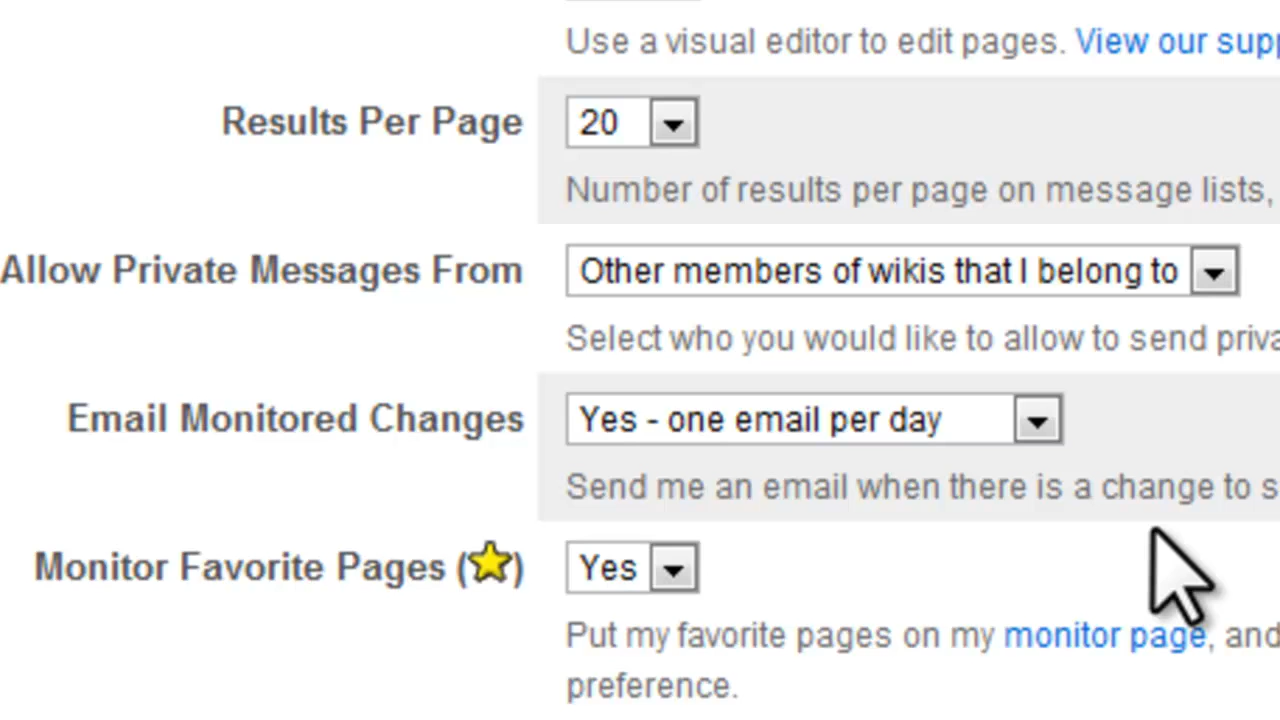 Use a visual editor to edit pages. View our
Results Per Page
20
Number of results per page on message lists,
Allow Private Messages From
Other members of wikis that I belong to
Select who you would like to allow to send
Email Monitored Changes
Yes - one email per day
Send me an email when there is a change to
Monitor Favorite Pages (⭐)
Yes
Put my favorite pages on my monitor page, and
preference.